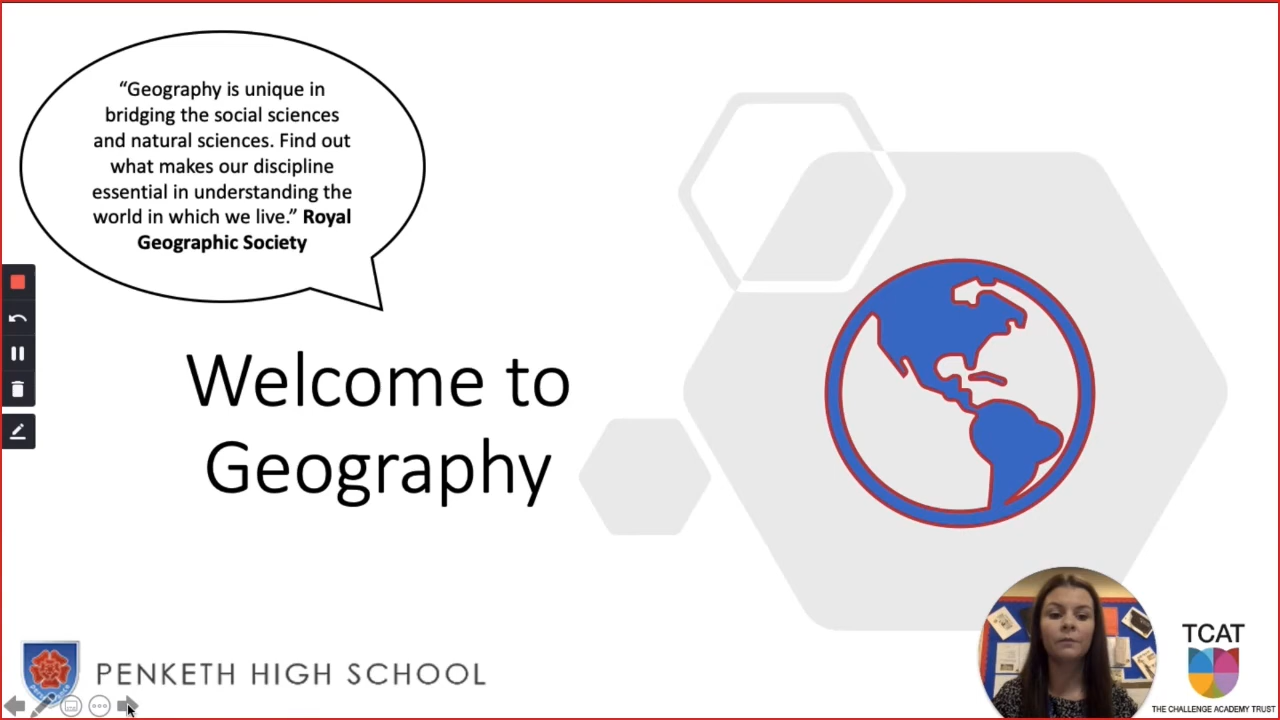 “Geography is unique in
bridging the social sciences
and natural sciences. Find out
what makes our discipline
essential in understanding the
world in which we live.” Royal
Geographic Society
Welcome to
Geography
PENKETH HIGH SCHOOL
TCAT
THE CHALLENGE ACADEMY TRUST